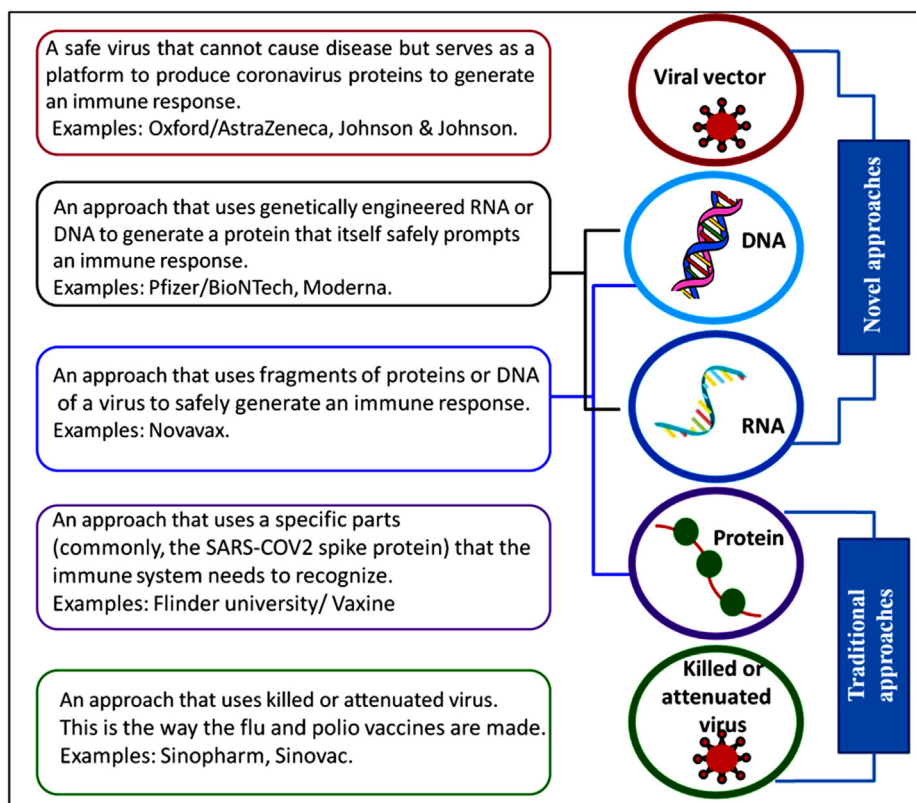 A safe virus that cannot cause disease but serves as a
platform to produce coronavirus proteins to generate
an immune response.
Examples: Oxford/AstraZeneca, Johnson & Johnson.
Viral vector
An approach that uses genetically engineered RNA or
DNA to generate a protein that itself safely prompts
an immune response.
Examples: Pfizer/BioNTech, Moderna.
DNA
Novel approaches
An approach that uses fragments of proteins or DNA
of a virus to safely generate an immune response.
Examples: Novavax.
RNA
An approach that uses a specific parts
(commonly, the SARS-COV2 spike protein) that the
immune system needs to recognize.
Examples: Flinder university/ Vaxine
Protein
Traditional
approaches
An approach that uses killed or attenuated virus.
This is the way the flu and polio vaccines are made.
Examples: Sinopharm, Sinovac.
Killed or
attenuated
virus